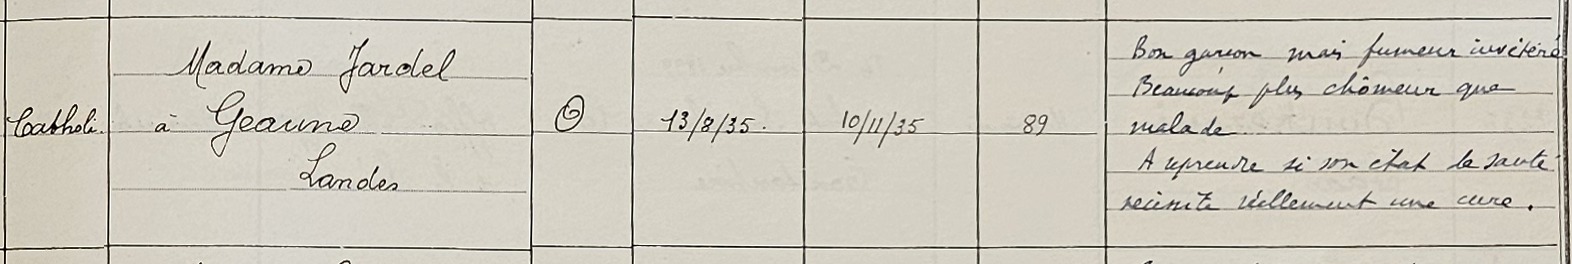 Madame Jardel
Catholi. à Geaune 13/8/35. 10/11/35 89
Landes
Bon garçon mais fumeur invétéré
Beaucoup plus chômeur que
malade
A reprendre si son état de santé
nécessite réellement une cure.